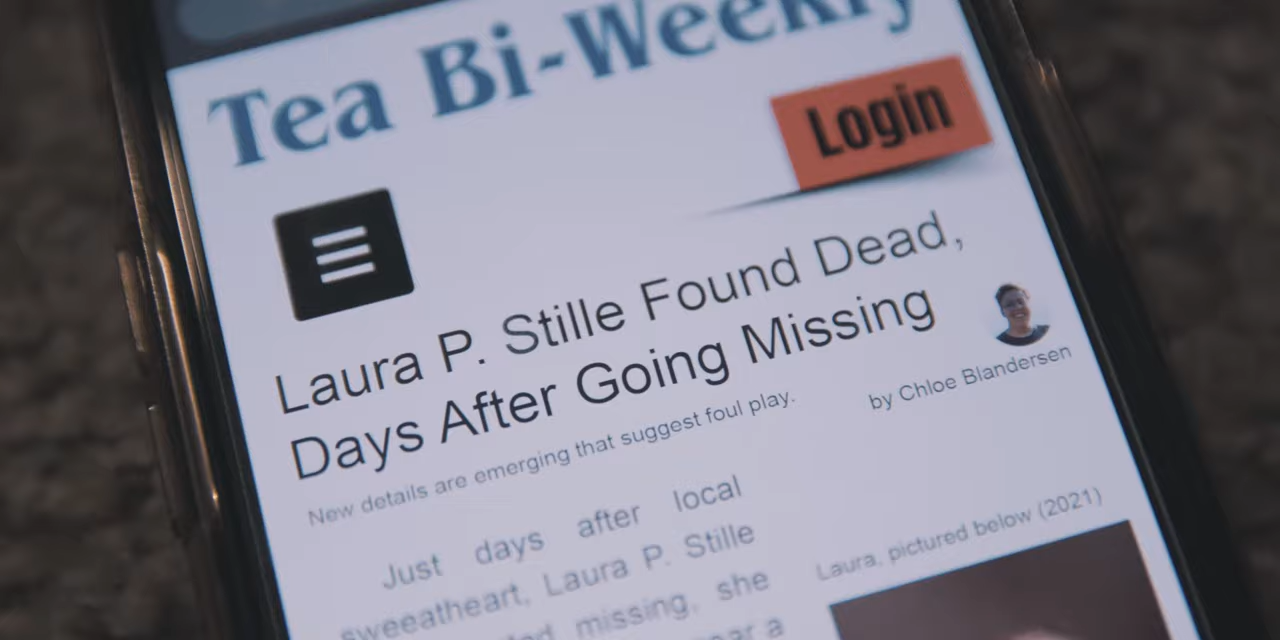 Tea Bi-Weekly
Login
Laura P. Stille Found Dead,
Days After Going Missing
by Chloe Blandersen
New details are emerging that suggest foul play.
Just days after local
sweetheart, Laura P. Stille
missing, she
a
Laura, pictured below (2021)